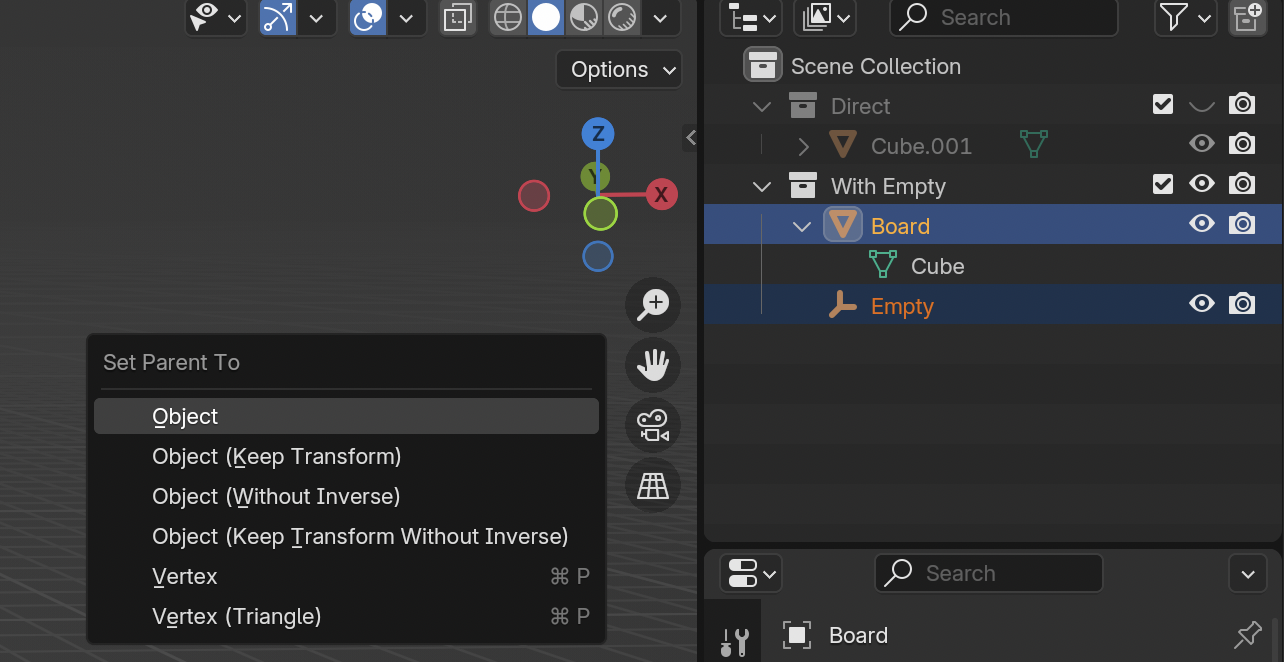 Search
Options
Scene Collection
Direct
Cube.001
With Empty
Board
Cube
Empty
Z
Y
X
Set Parent To
Object
Object (Keep Transform)
Object (Without Inverse)
Object (Keep Transform Without Inverse)
Vertex ⌘ P
Vertex (Triangle) ⌘ P
Search
Board